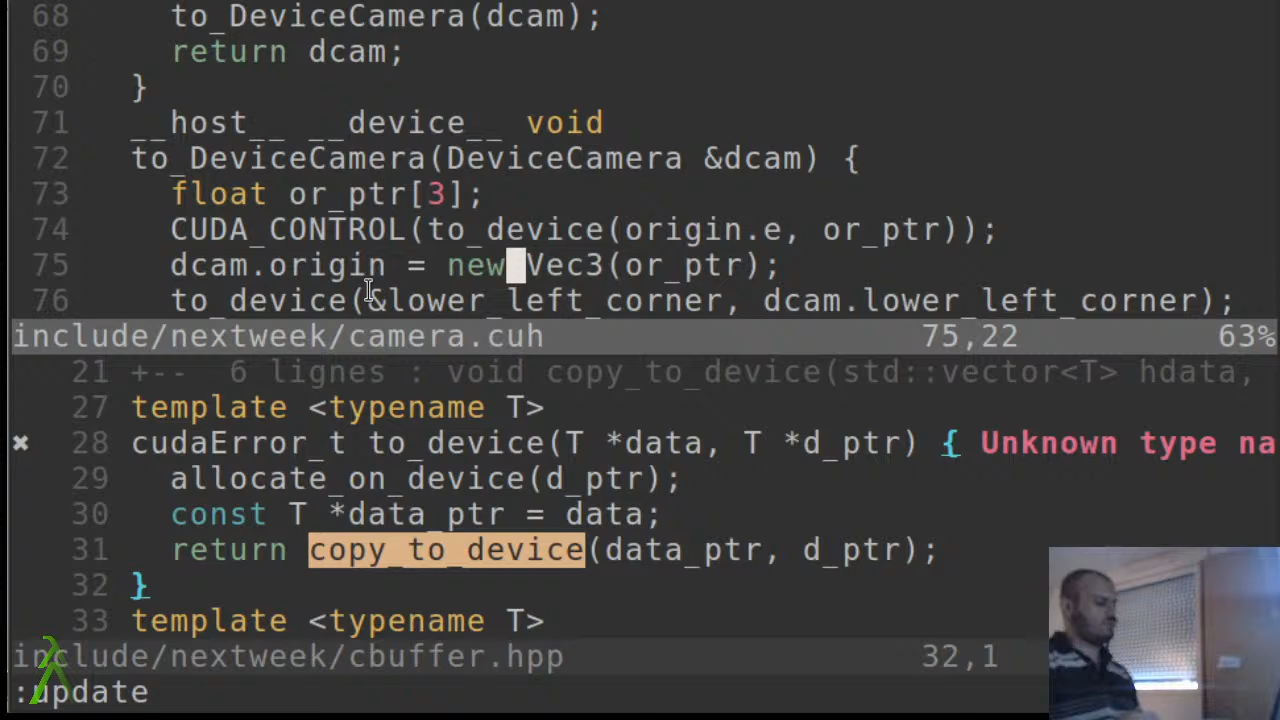 68 to_DeviceCamera(dcam);
69 return dcam;
70 }
71 __host__ __device__ void
72 to_DeviceCamera(DeviceCamera &dcam) {
73 float or_ptr[3];
74 CUDA_CONTROL(to_device(origin.e, or_ptr));
75 dcam.origin = new Vec3(or_ptr);
76 to_device(&lower_left_corner, dcam.lower_left_corner);
include/nextweek/camera.cuh 75,22 63%
21 +-- 6 lignes : void copy_to_device(std::vector<T> hdata,
27 template <typename T>
✖ 28 cudaError_t to_device(T *data, T *d_ptr) { Unknown type na
29 allocate_on_device(d_ptr);
30 const T *data_ptr = data;
31 return copy_to_device(data_ptr, d_ptr);
32 }
33 template <typename T>
include/nextweek/cbuffer.hpp 32,1
:update